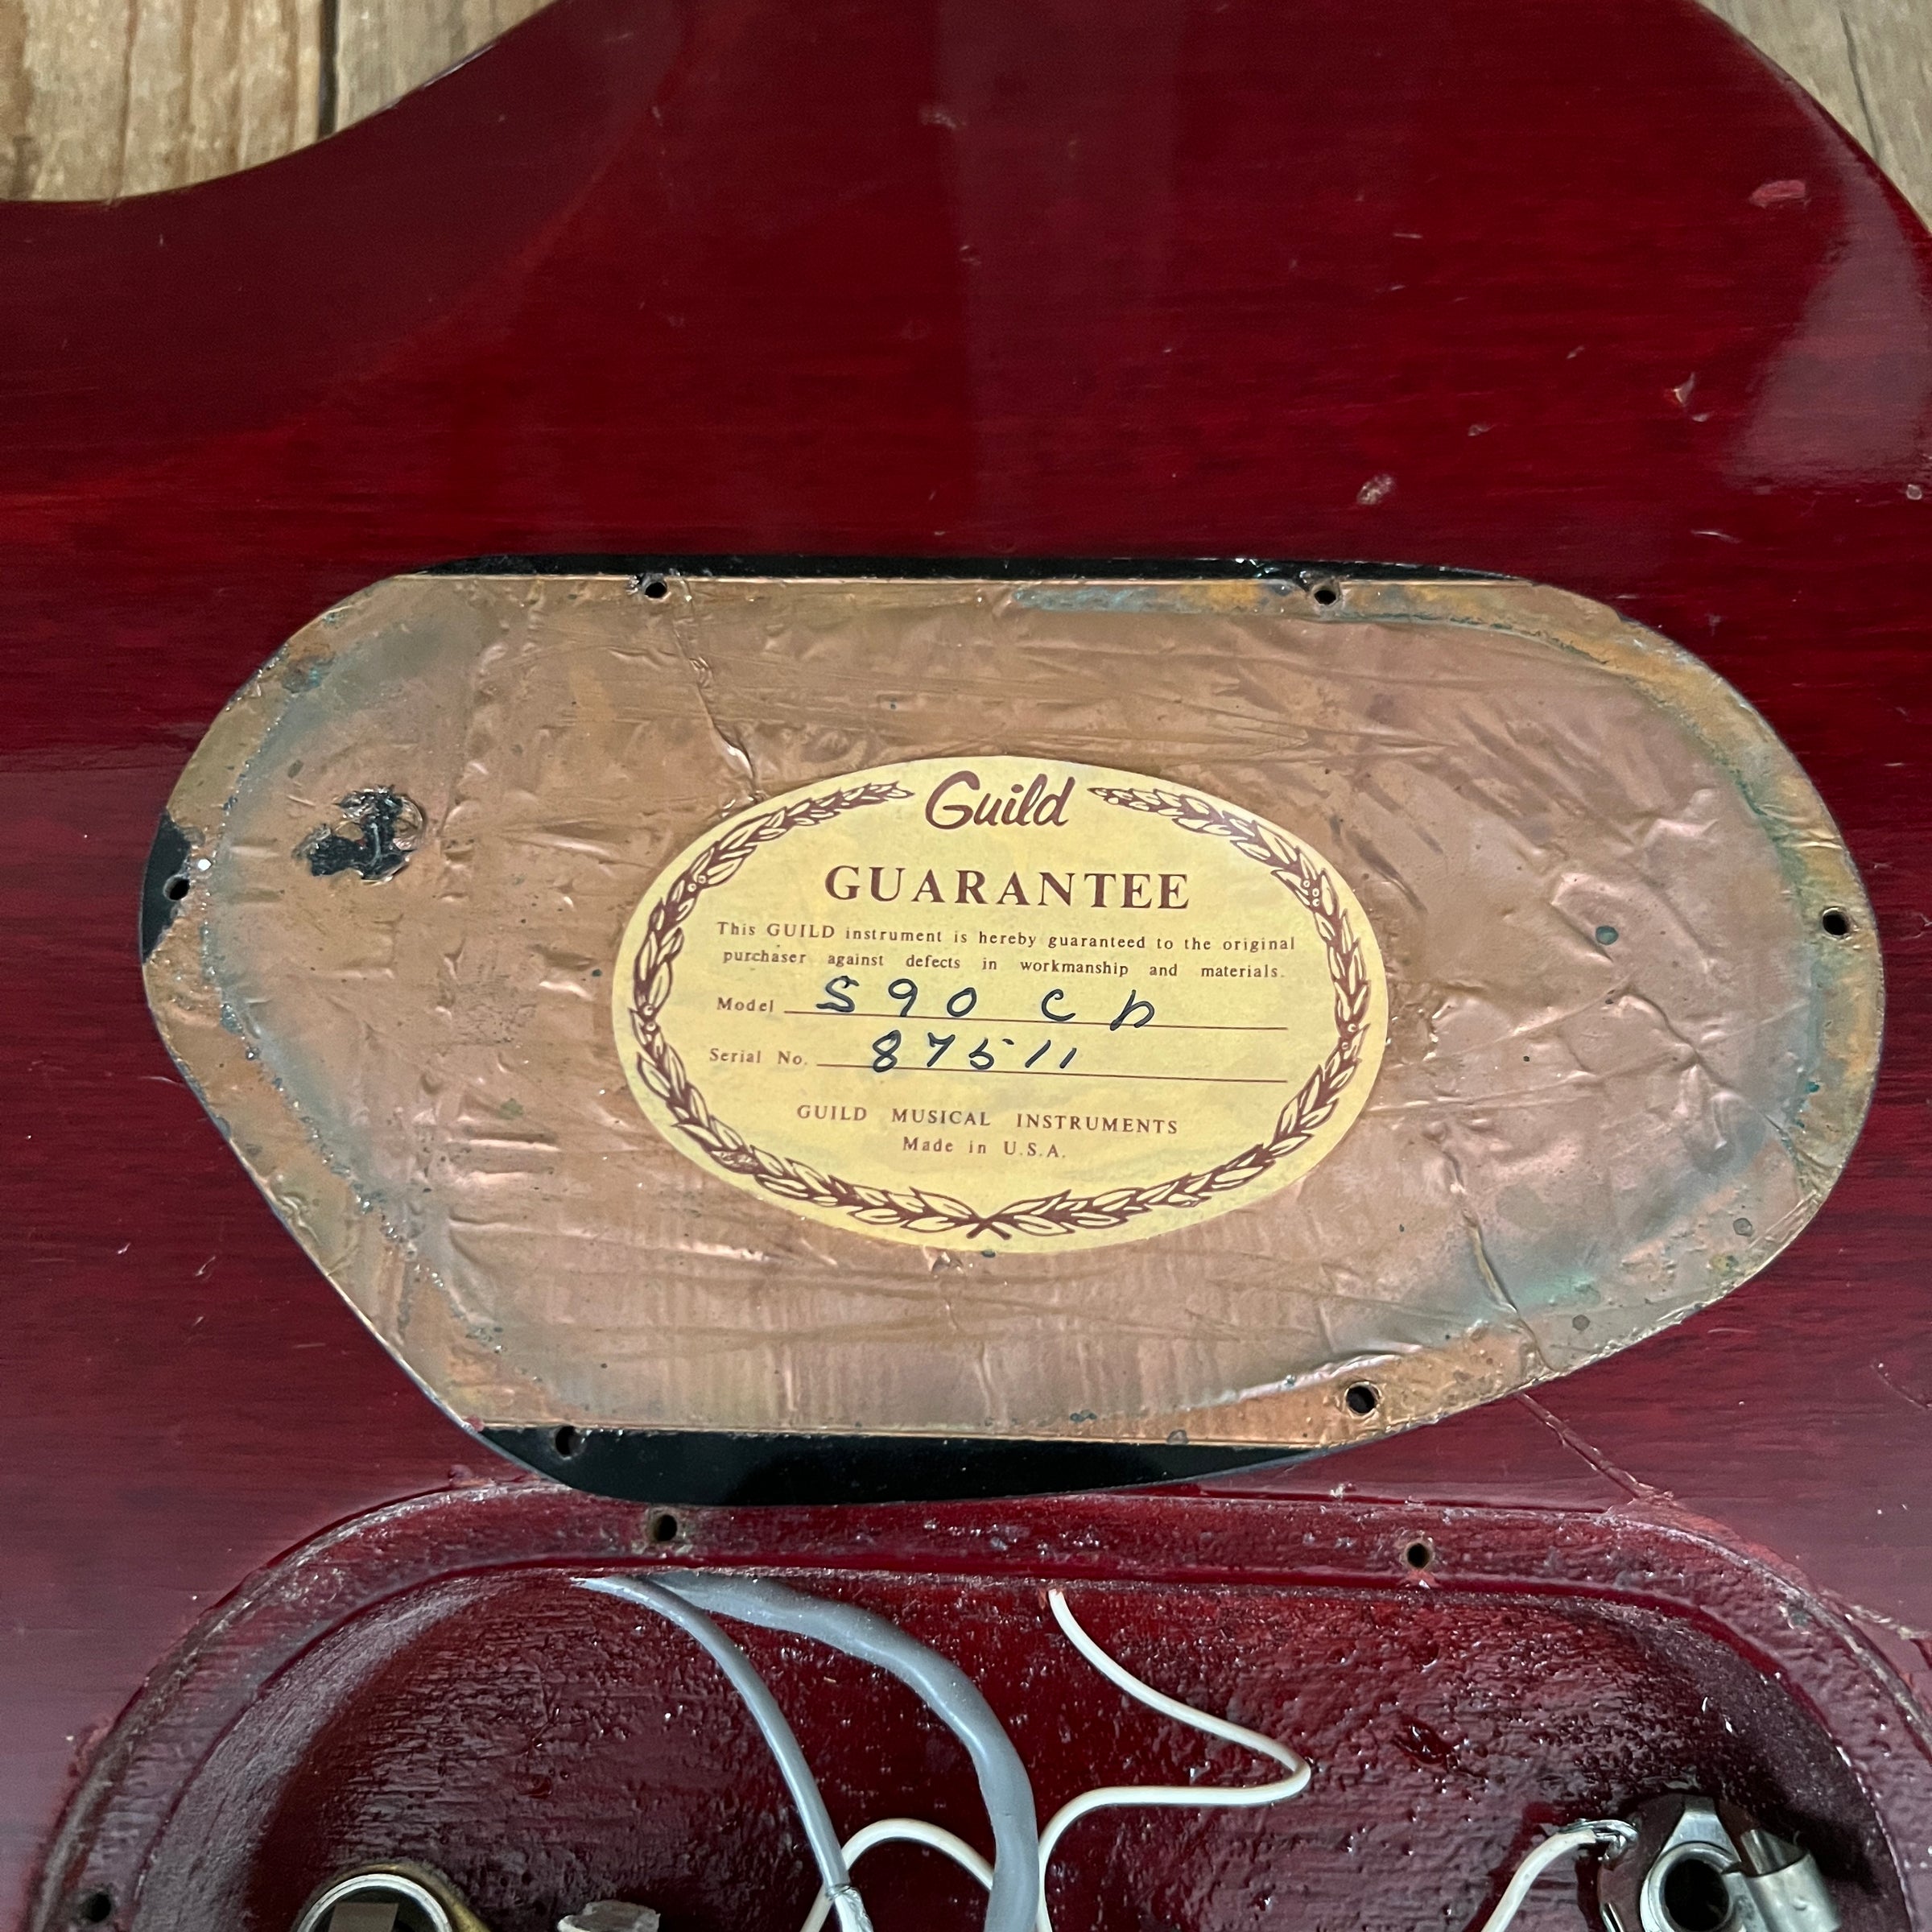 Guild
GUARANTEE
This GUILD instrument is hereby guaranteed to the original
purchaser against defects in workmanship and materials.
Model S90 CD
Serial No. 87511
GUILD MUSICAL INSTRUMENTS
Made in U.S.A.